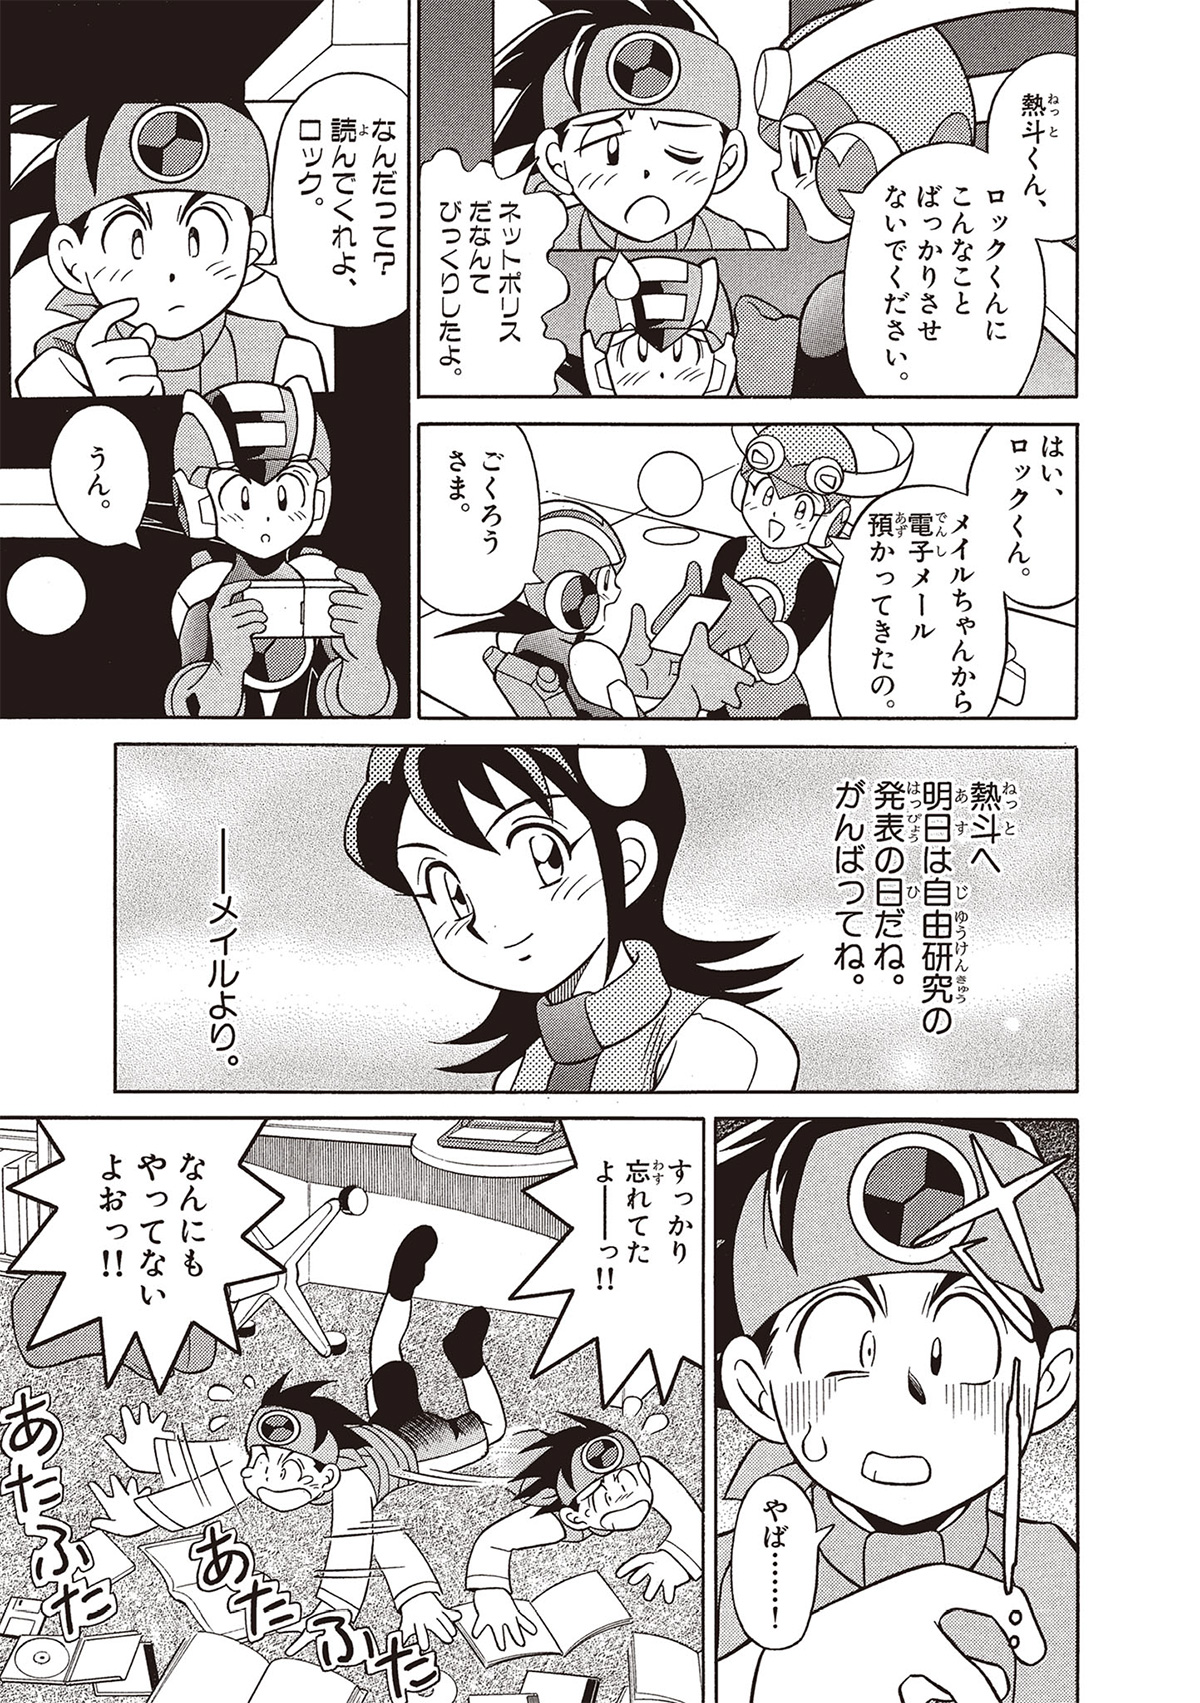 熱斗くん、
ロックくんに
こんなこと
ばっかりさせ
ないでください。
ネットポリス
だなんて
びっくりしたよ。
はい、
ロックくん。
メイルちゃんから
電子メール
預かってきたの。
ごくろう
さま。
なんだって?
読んでくれよ、
ロック。
うん。
熱斗へ
明日は自由研究の
発表の日だね。
がんばってね。
──メイルより。
やば………!
すっかり
忘れてた
よ──っ!!
なんにも
やってない
よおっ!!
あたふた
あたふた